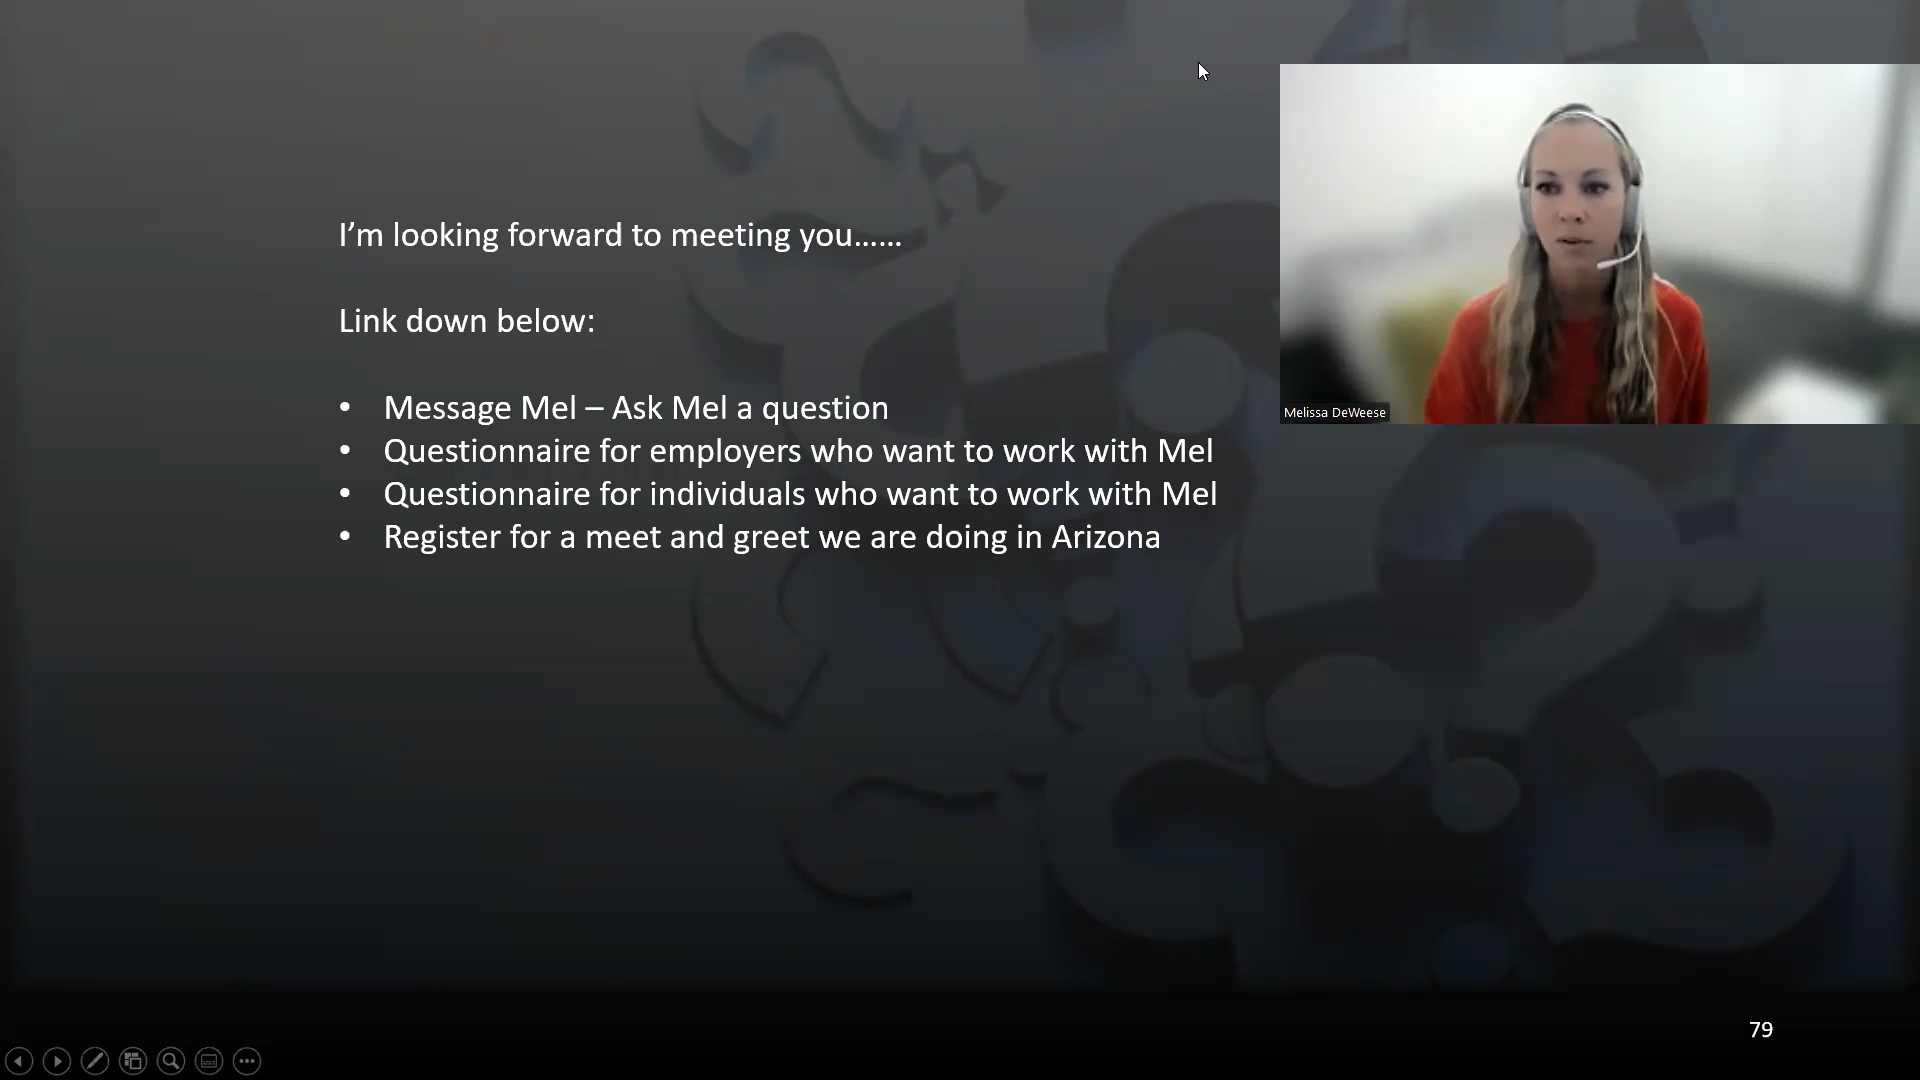 I’m looking forward to meeting you......
Link down below:
• Message Mel – Ask Mel a question
• Questionnaire for employers who want to work with Mel
• Questionnaire for individuals who want to work with Mel
• Register for a meet and greet we are doing in Arizona
Melissa DeWeese
79